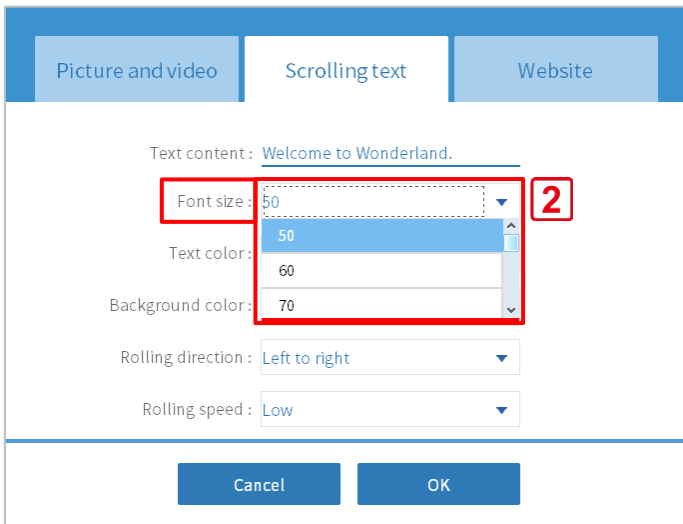 Picture and video Scrolling text Website
Text content : Welcome to Wonderland.
Font size : 50 2
50
Text color :
60
Background color : 70
Rolling direction : Left to right
Rolling speed : Low
Cancel OK